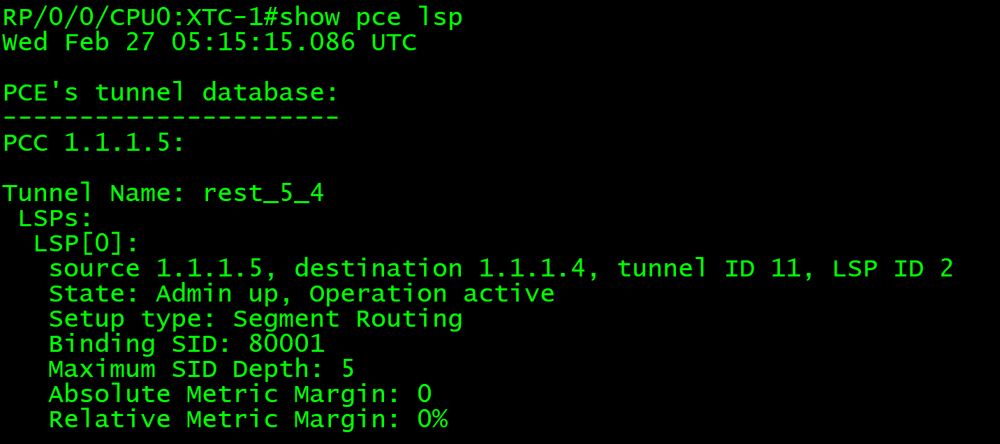 RP/0/0/CPU0:XTC-1#show pce lsp
Wed Feb 27 05:15:15.086 UTC
PCE's tunnel database:
----------------------
PCC 1.1.1.5:
Tunnel Name: rest_5_4
LSPs:
LSP[0]:
source 1.1.1.5, destination 1.1.1.4, tunnel ID 11, LSP ID 2
State: Admin up, Operation active
Setup type: Segment Routing
Binding SID: 80001
Maximum SID Depth: 5
Absolute Metric Margin: 0
Relative Metric Margin: 0%